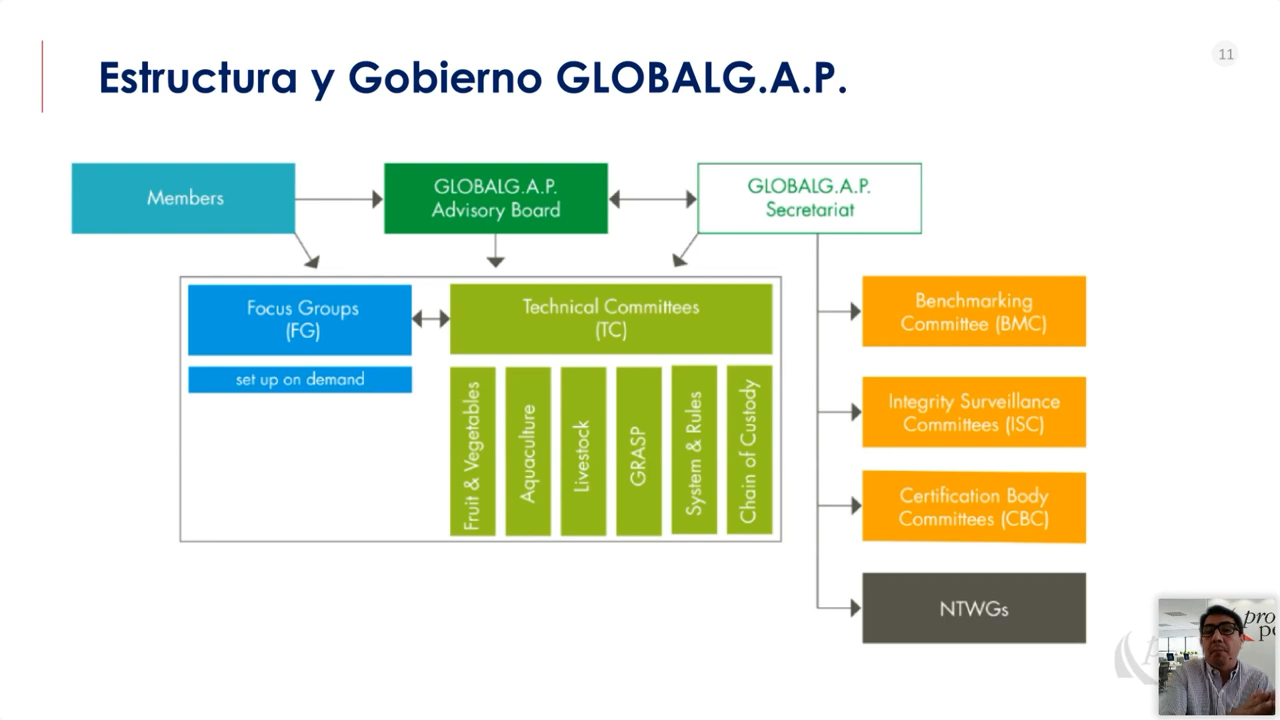 Estructura y Gobierno GLOBALG.A.P.
11
Members
GLOBALG.A.P.
Advisory Board
GLOBALG.A.P.
Secretariat
Focus Groups
(FG)
set up on demand
Technical Committees
(TC)
Fruit & Vegetables
Aquaculture
Livestock
GRASP
System & Rules
Chain of Custody
Benchmarking
Committee (BMC)
Integrity Surveillance
Committees (ISC)
Certification Body
Committees (CBC)
NTWGs